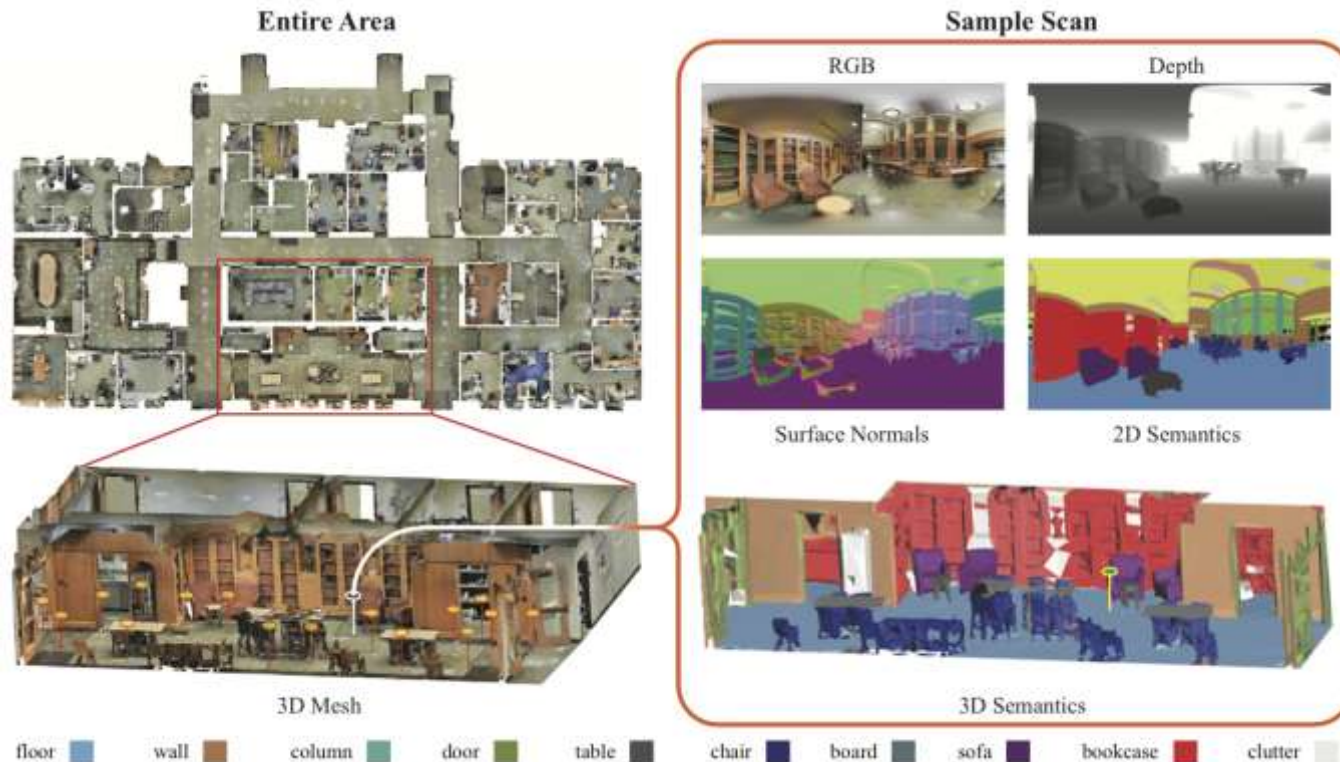 Entire Area
Sample Scan
RGB
Depth
Surface Normals
2D Semantics
3D Mesh
3D Semantics
floor wall column door table chair board sofa bookcase clutter